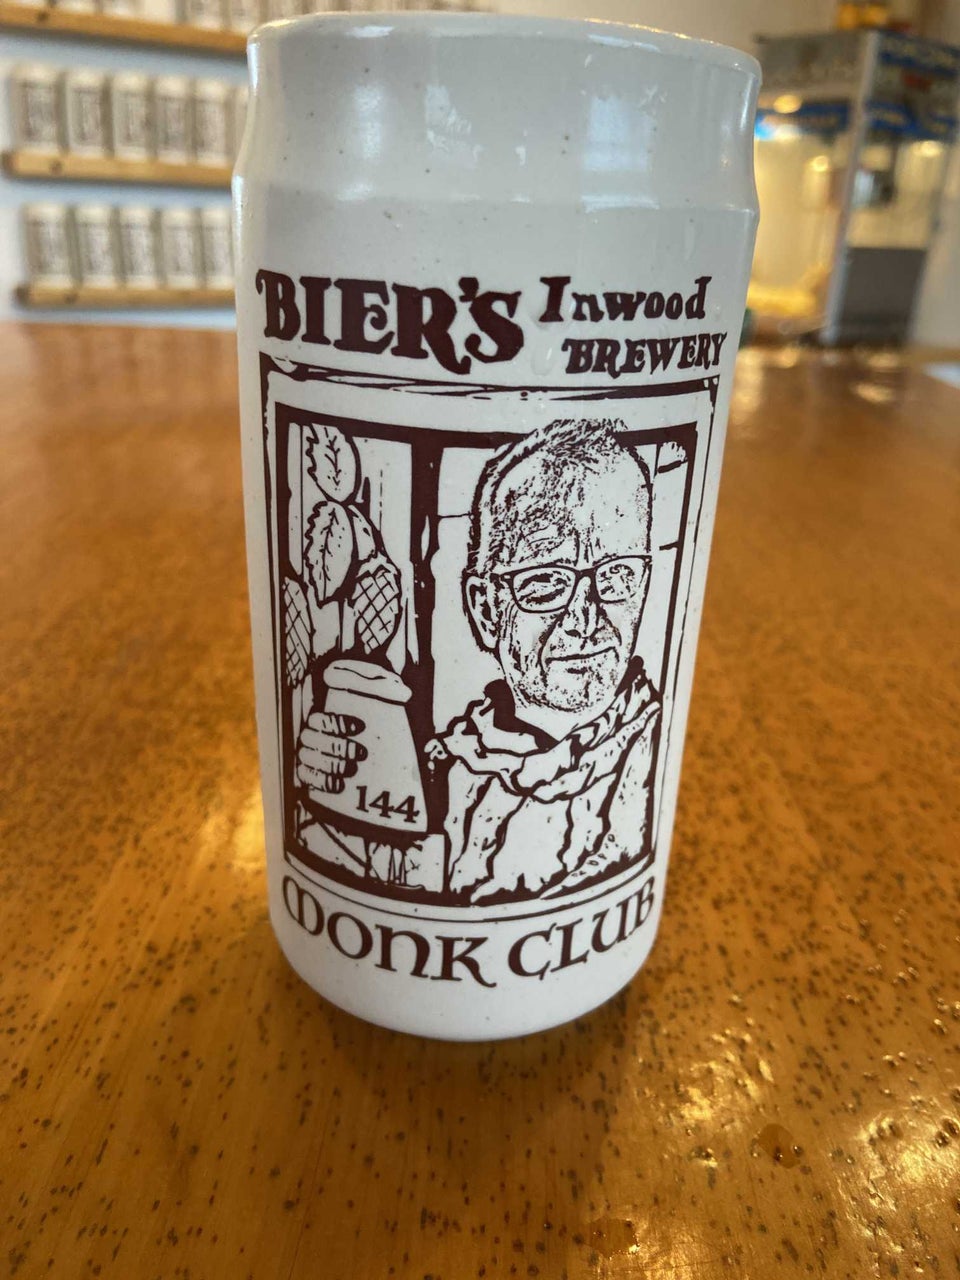 BIER'S Inwood
BREWERY
144
MONK CLUB